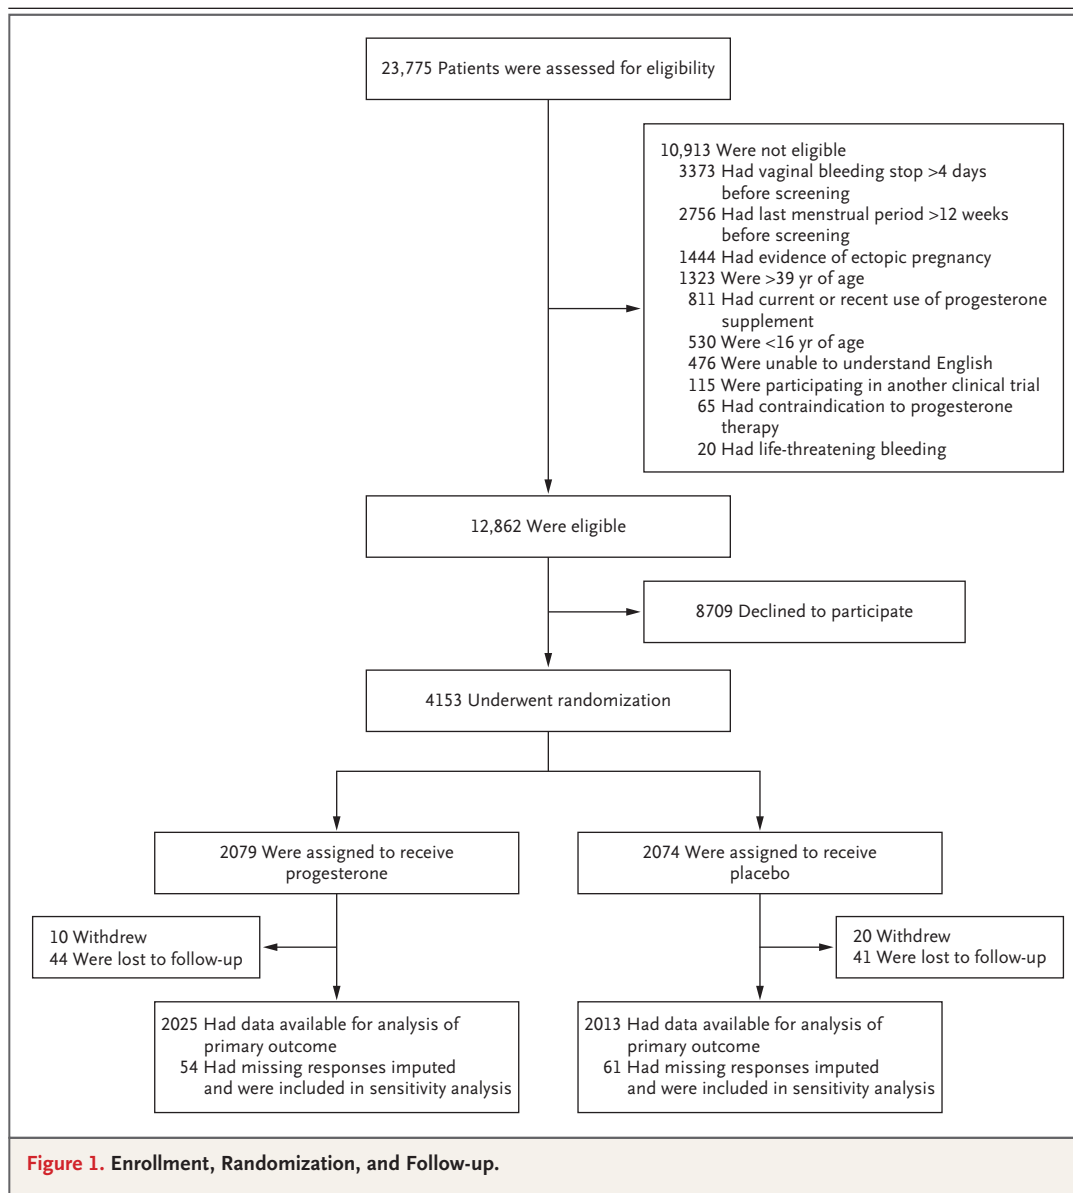 23,775 Patients were assessed for eligibility
10,913 Were not eligible
3373 Had vaginal bleeding stop >4 days
before screening
2756 Had last menstrual period >12 weeks
before screening
1444 Had evidence of ectopic pregnancy
1323 Were >39 yr of age
811 Had current or recent use of progesterone
supplement
530 Were <16 yr of age
476 Were unable to understand English
115 Were participating in another clinical trial
65 Had contraindication to progesterone
therapy
20 Had life-threatening bleeding
12,862 Were eligible
8709 Declined to participate
4153 Underwent randomization
2079 Were assigned to receive
progesterone
2074 Were assigned to receive
placebo
10 Withdrew
44 Were lost to follow-up
20 Withdrew
41 Were lost to follow-up
2025 Had data available for analysis of
primary outcome
54 Had missing responses imputed
and were included in sensitivity analysis
2013 Had data available for analysis of
primary outcome
61 Had missing responses imputed
and were included in sensitivity analysis
Figure 1. Enrollment, Randomization, and Follow-up.